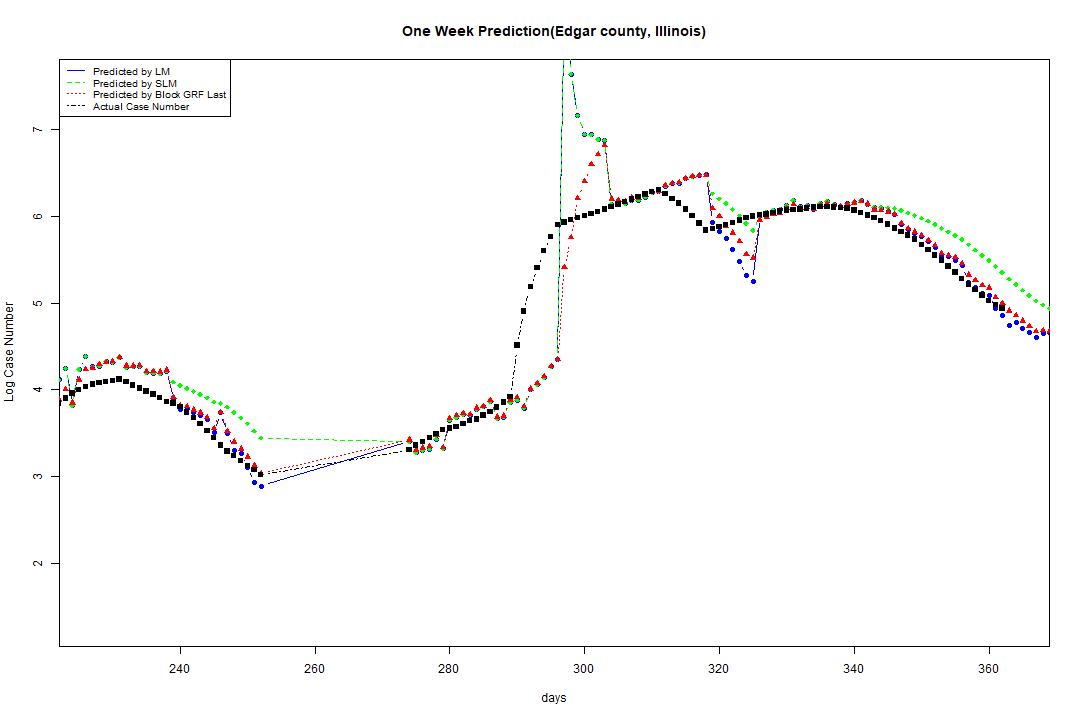 One Week Prediction(Edgar county, Illinois)
Predicted by LM
Predicted by SLM
Predicted by Block GRF Last
Actual Case Number
Log Case Number
7
6
5
4
3
2
240 260 280 300 320 340 360
days